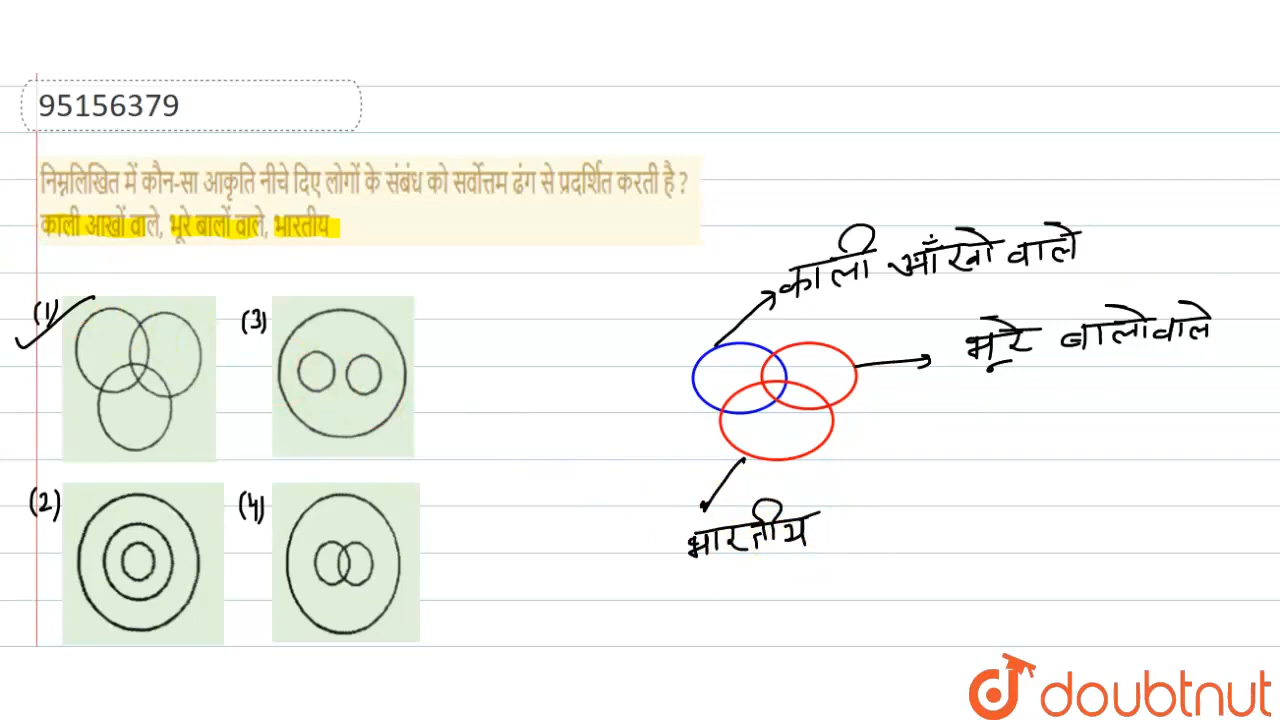 95156379
निम्नलिखित में कौन-सा आकृति नीचे दिए लोगों के संबंध को सर्वोत्तम ढंग से प्रदर्शित करती है ?
काली आखों वाले, भूरे बालों वाले, भारतीय
(1)
(3)
(2)
(4)
काली आँखो वाले
भूरे बालोवाले
भारतीय
doubtnut